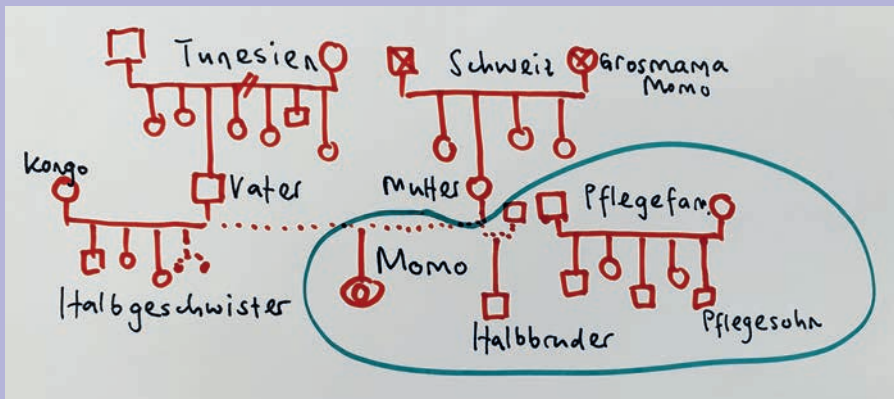 Tunesien
Schweiz
Grosmama
Momo
Kongo
Vater
Mutter
Pflegefam.
Momo
Halbgeschwister
Halbbruder
Pflegesohn